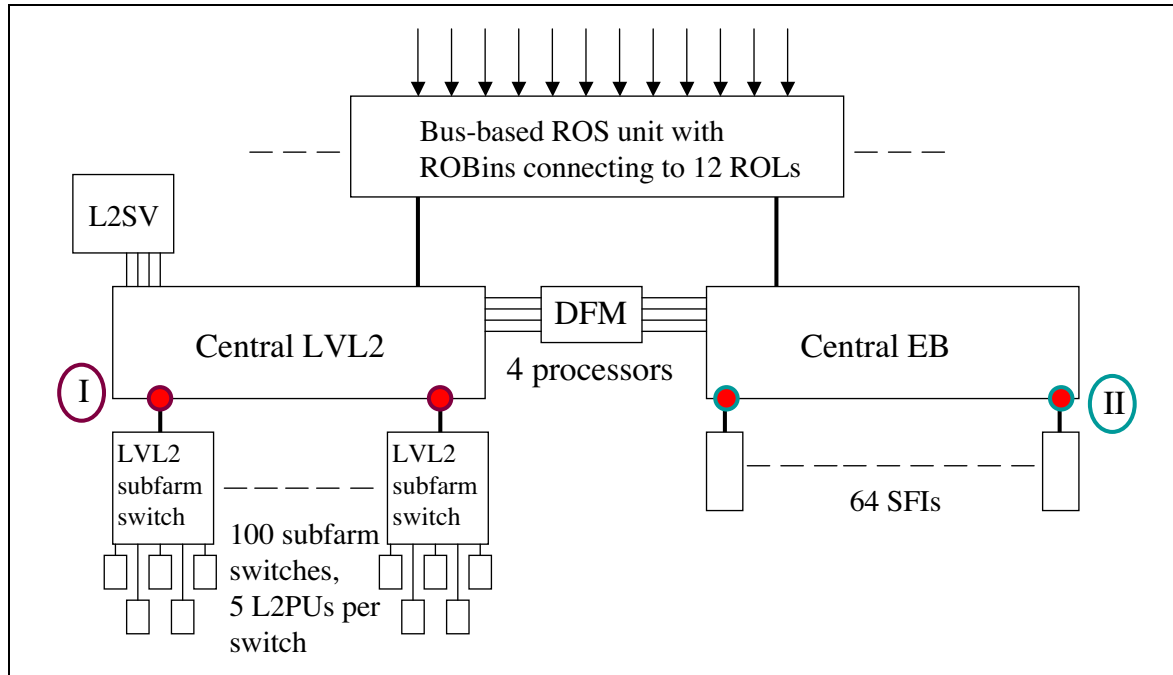 Bus-based ROS unit with
ROBins connecting to 12 ROLs
L2SV
Central LVL2
DFM
4 processors
Central EB
I
II
LVL2
subfarm
switch
LVL2
subfarm
switch
100 subfarm
switches,
5 L2PUs per
switch
64 SFIs